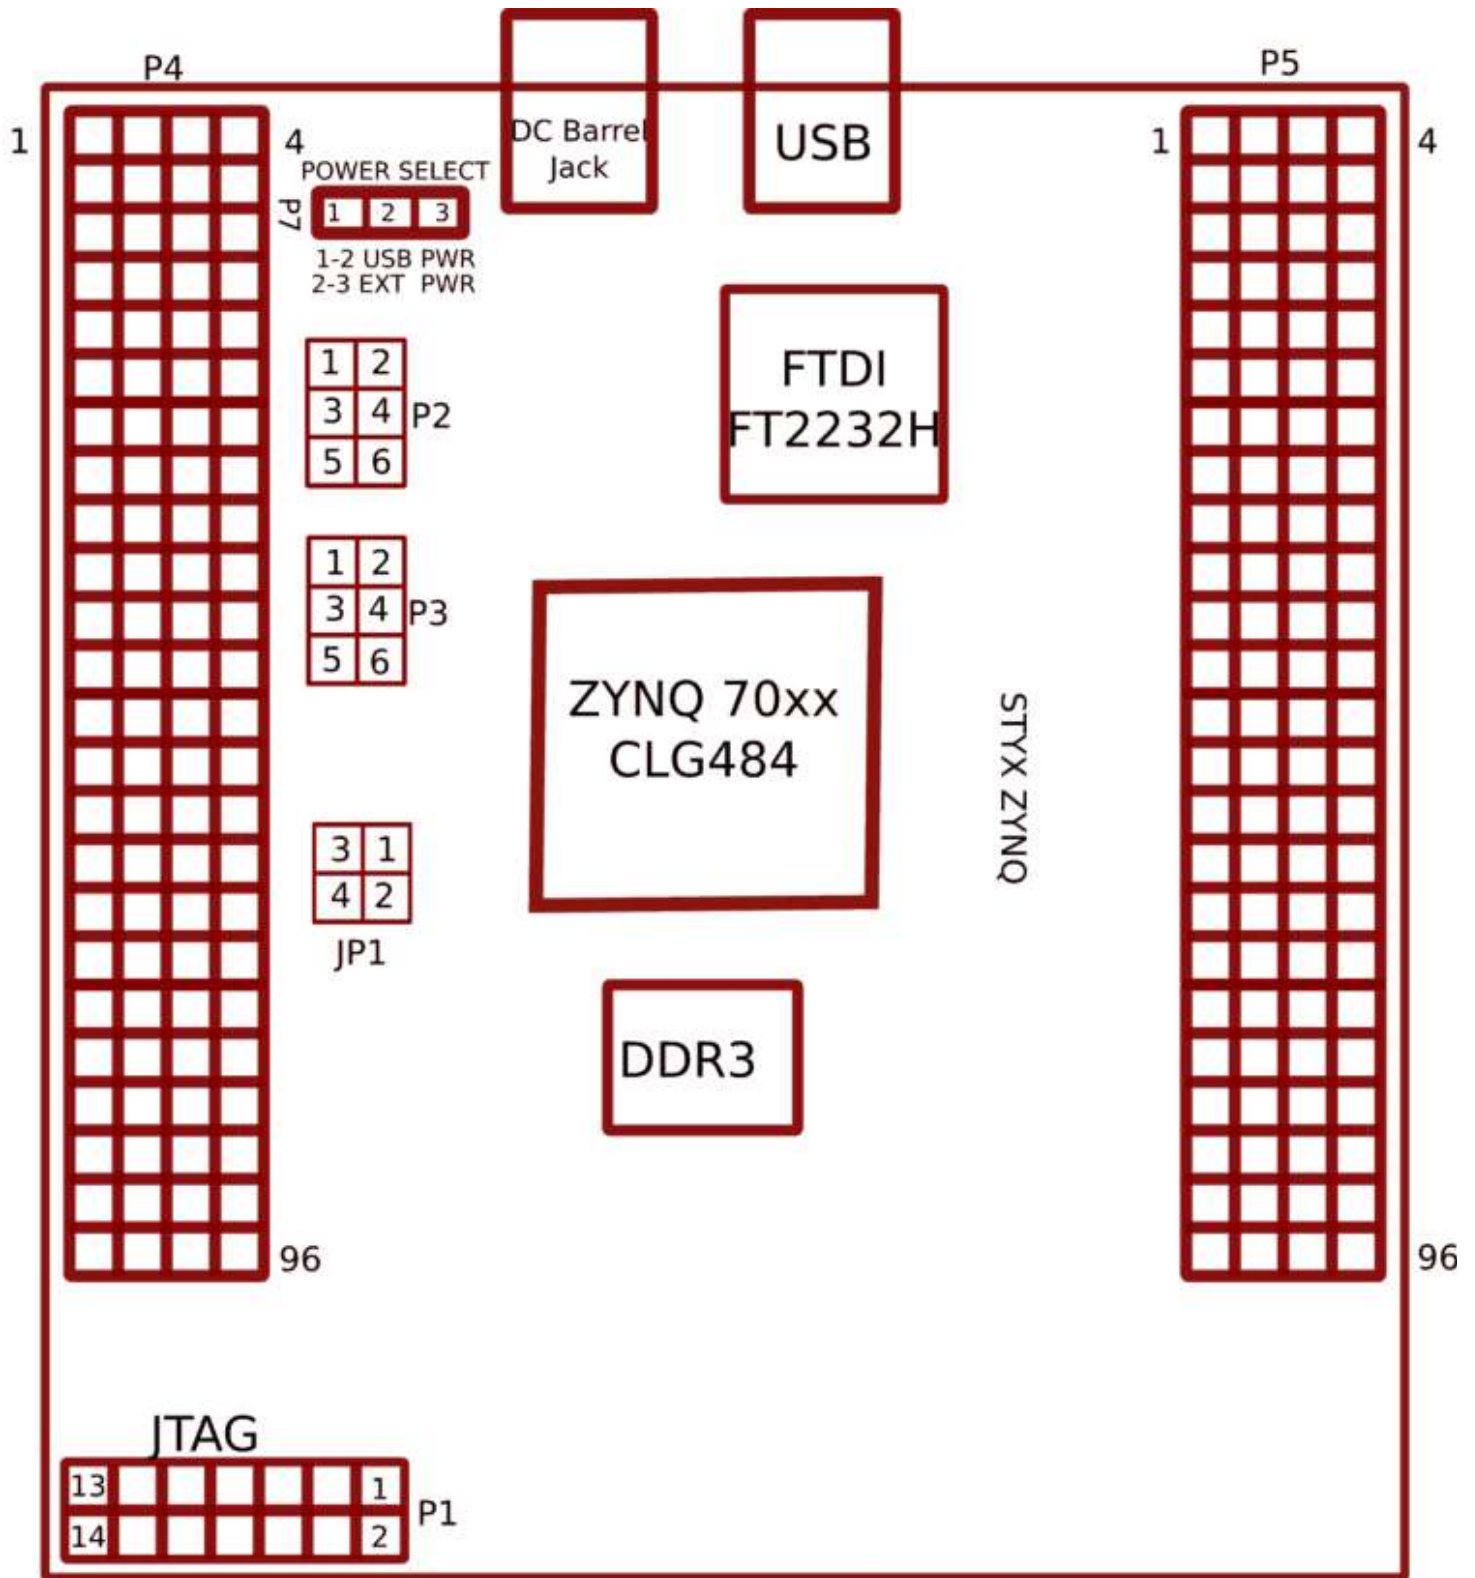 P4
P5
1
4
1
4
DC Barrel
Jack
USB
POWER SELECT
P7
1 2 3
1-2 USB PWR
2-3 EXT PWR
FTDI
FT2232H
1 2
3 4
5 6
P2
1 2
3 4
5 6
P3
ZYNQ 70xx
CLG484
STYX ZYNQ
3 1
4 2
JP1
DDR3
96
96
JTAG
13 1
14 2
P1